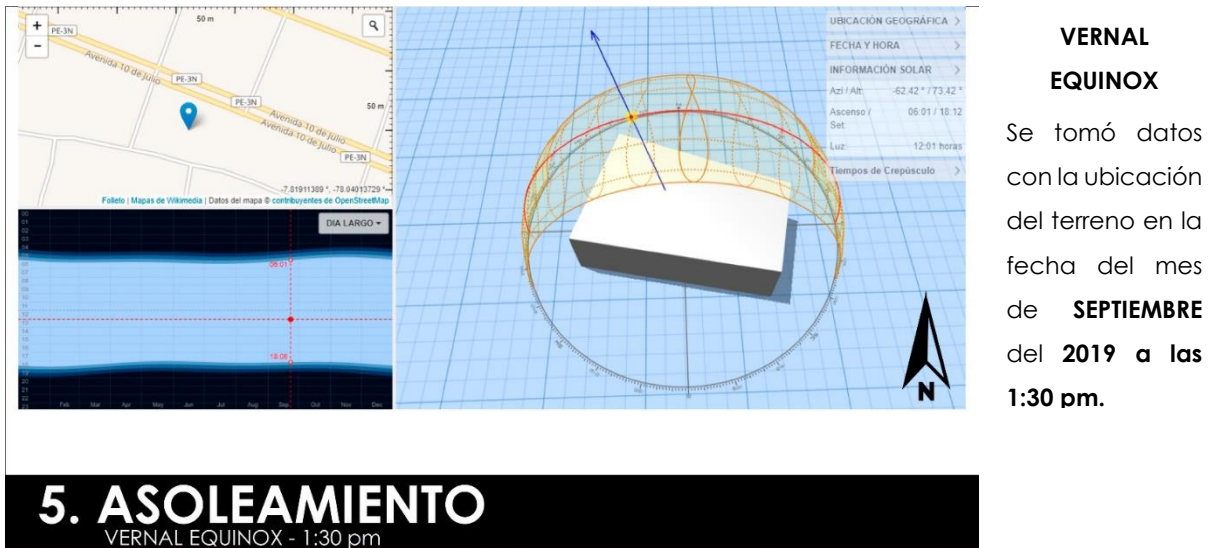 50 m
+
PE-3N
-
Avenida 10 de Julio
PE-3N
PE-3N
50 m
Avenida 10 de Julio
Avenida 10 de Julio
PE-3N
-7.81911389 °, -78.04013729 °
Folleto | Mapas de Wikimedia | Datos del mapa © contribuyentes de OpenStreetMap
DIA LARGO
06:01
18:06
Feb Mar Apr May Jun Jul Aug Sep Oct Nov Dec
UBICACIÓN GEOGRÁFICA >
FECHA Y HORA >
INFORMACIÓN SOLAR >
Azi / Alt: -62.42 ° / 73.42 °
Ascenso / Set: 06:01 / 18:12
Luz 12:01 horas
Tiempos de Crepúsculo >
N
VERNAL
EQUINOX
Se tomó datos
con la ubicación
del terreno en la
fecha del mes
de SEPTIEMBRE
del 2019 a las
1:30 pm.
5. ASOLEAMIENTO
VERNAL EQUINOX - 1:30 pm